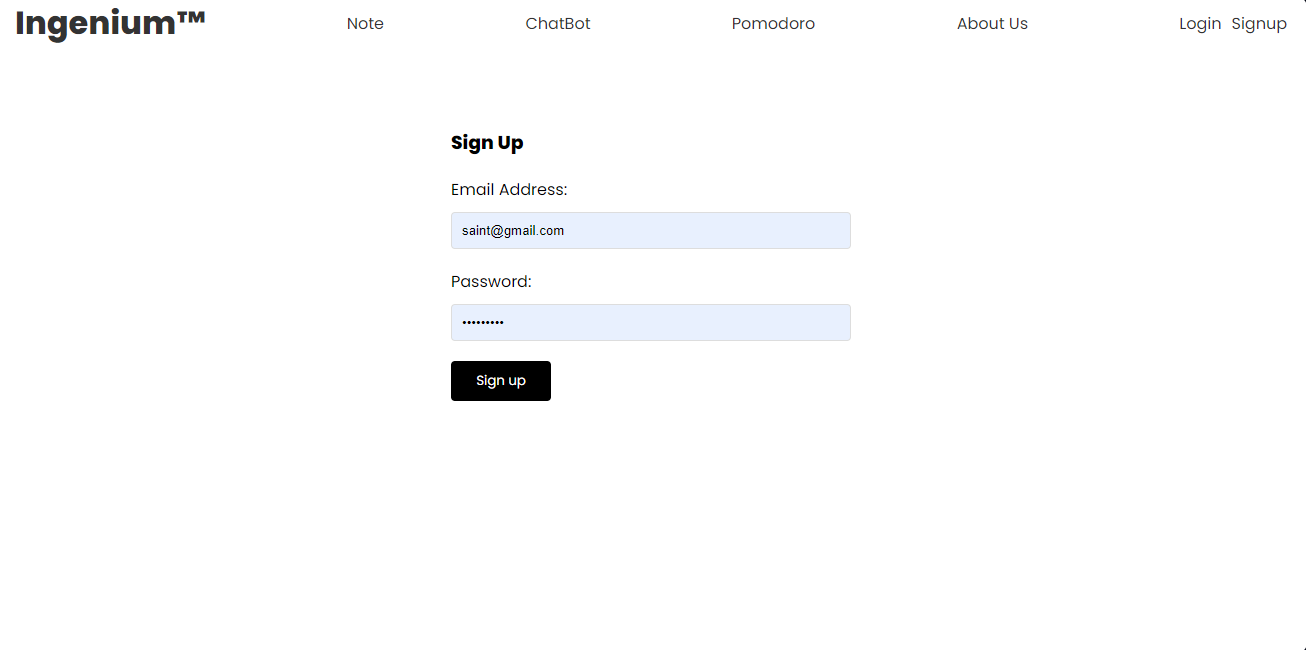 Ingenium™ Note ChatBot Pomodoro About Us Login Signup
Sign Up
Email Address:
saint@gmail.com
Password:
•••••••••
Sign up